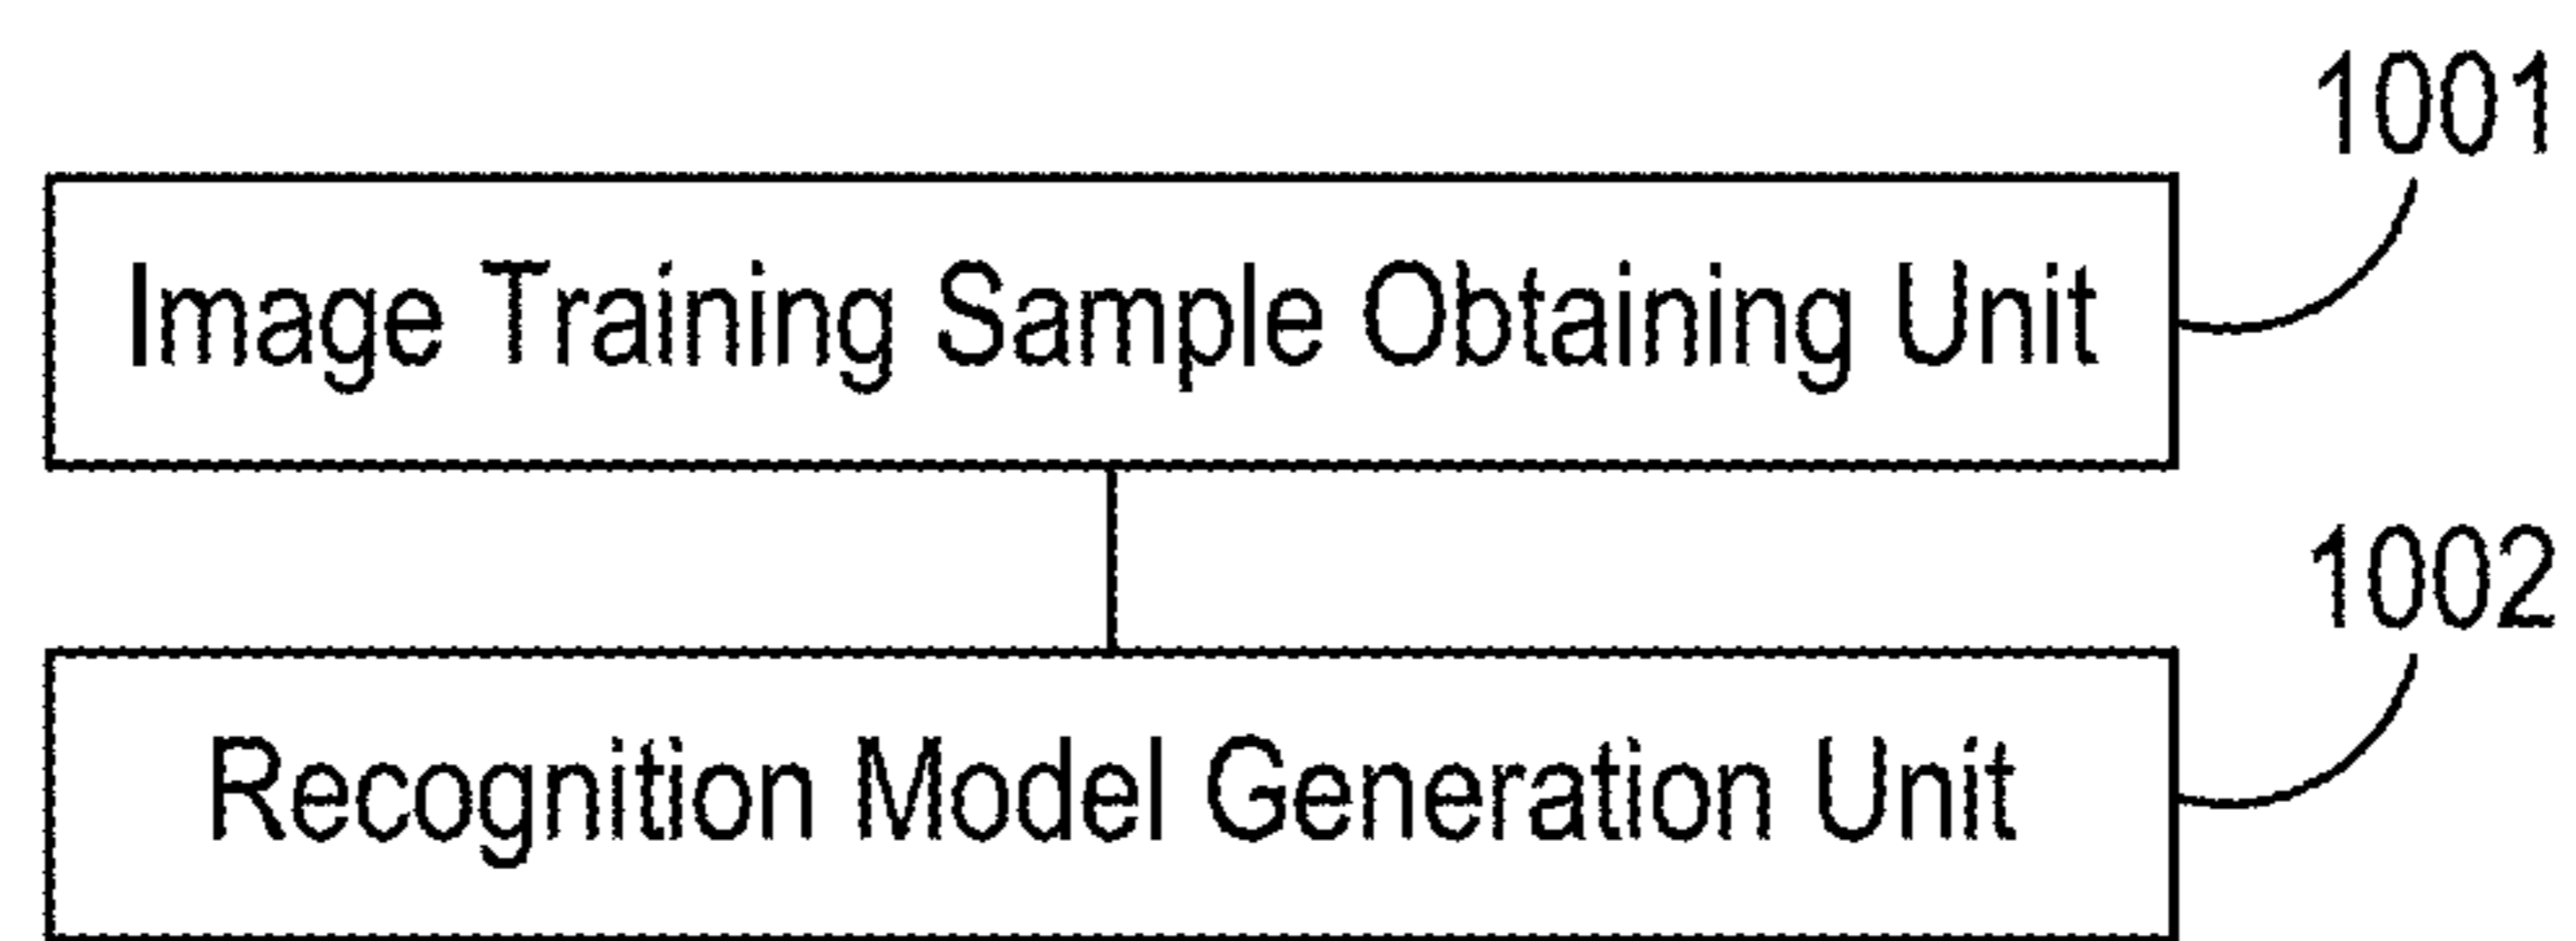 1001
Image Training Sample Obtaining Unit
1002
Recognition Model Generation Unit